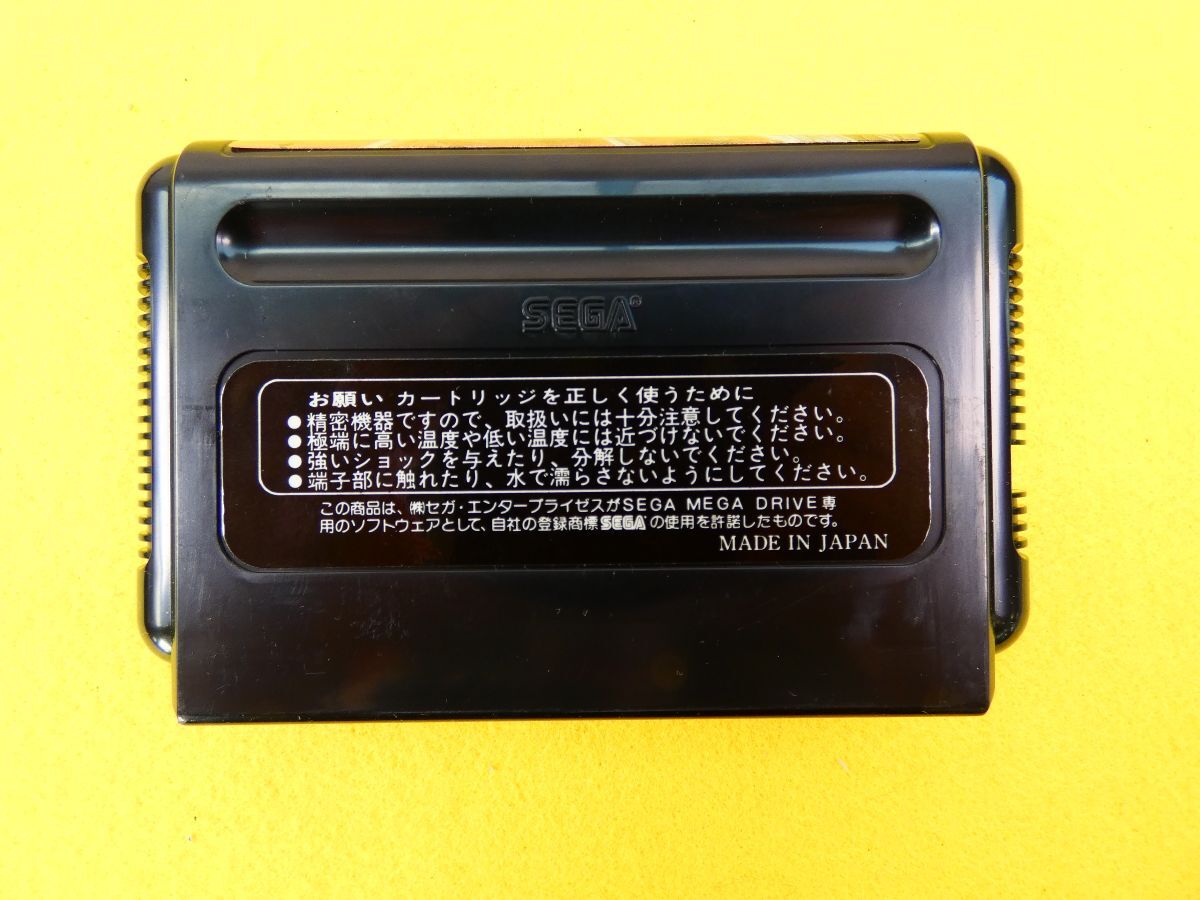 SEGA®
お願い カートリッジを正しく使うために
●精密機器ですので、取扱いには十分注意してください。
●極端に高い温度や低い温度には近づけないでください。
●強いショックを与えたり、分解しないでください。
●端子部に触れたり、水で濡らさないようにしてください。
この商品は、㈱セガ・エンタープライゼスがSEGA MEGA DRIVE専
用のソフトウェアとして、自社の登録商標SEGAの使用を許諾したものです。
MADE IN JAPAN